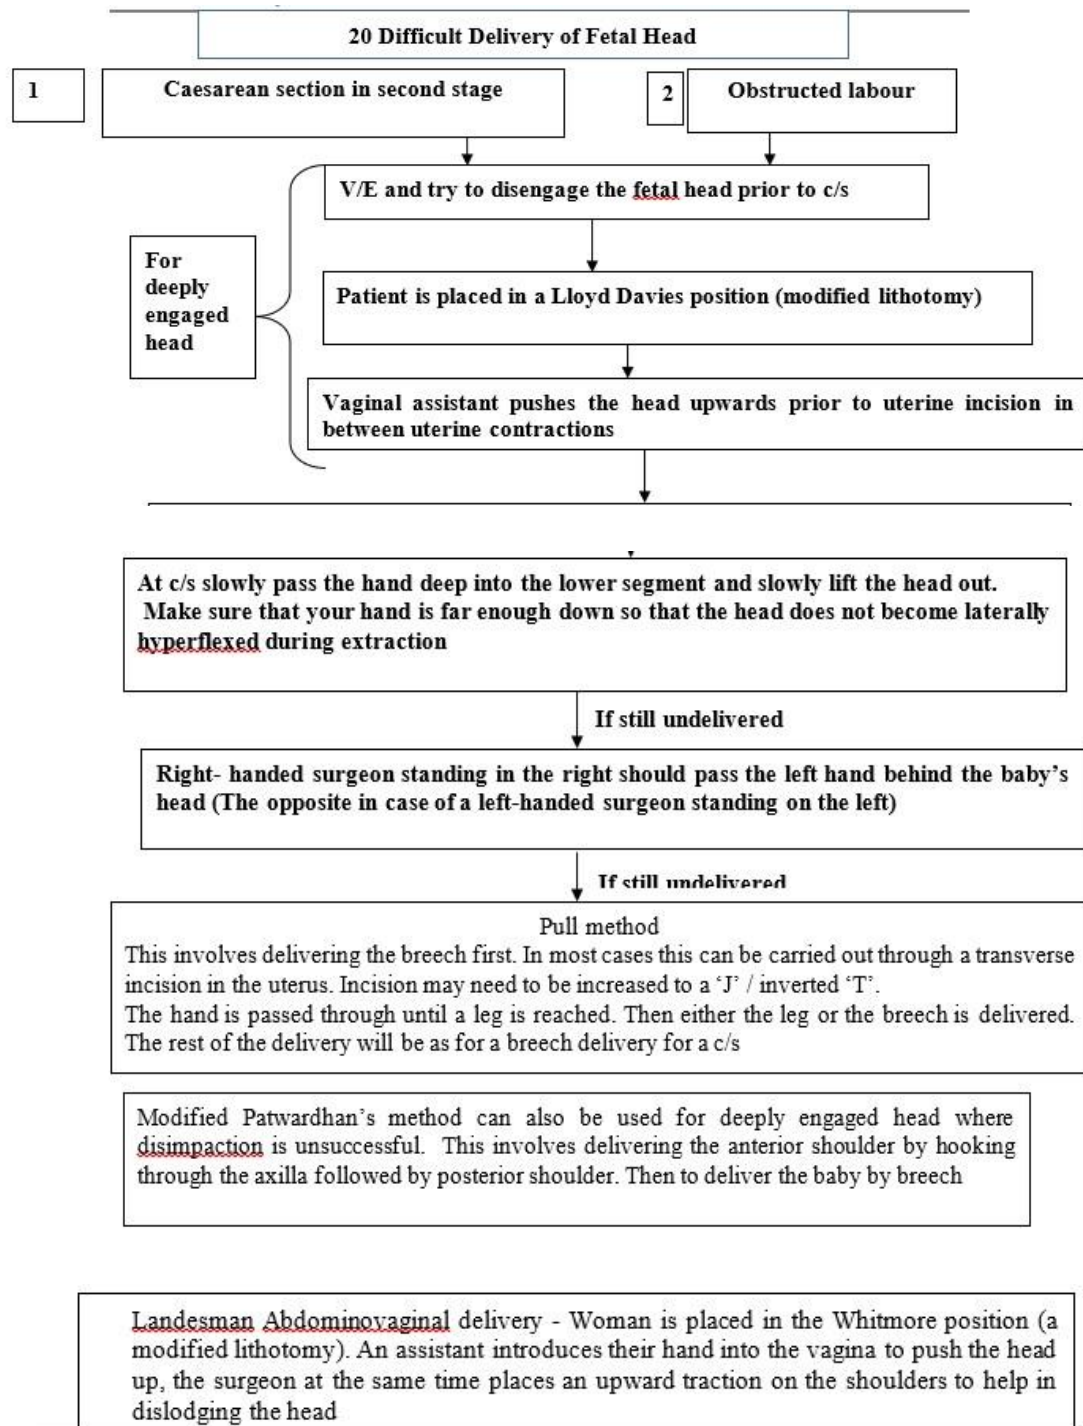 20 Difficult Delivery of Fetal Head
1
Caesarean section in second stage
2
Obstructed labour
V/E and try to disengage the fetal head prior to c/s
For
deeply
engaged
head
Patient is placed in a Lloyd Davies position (modified lithotomy)
Vaginal assistant pushes the head upwards prior to uterine incision in
between uterine contractions
At c/s slowly pass the hand deep into the lower segment and slowly lift the head out.
Make sure that your hand is far enough down so that the head does not become laterally
hyperflexed during extraction
If still undelivered
Right- handed surgeon standing in the right should pass the left hand behind the baby's
head (The opposite in case of a left-handed surgeon standing on the left)
If still undelivered
Pull method
This involves delivering the breech first. In most cases this can be carried out through a transverse
incision in the uterus. Incision may need to be increased to a ‘J’ / inverted ‘T’.
The hand is passed through until a leg is reached. Then either the leg or the breech is delivered.
The rest of the delivery will be as for a breech delivery for a c/s
Modified Patwardhan’s method can also be used for deeply engaged head where
disimpaction is unsuccessful. This involves delivering the anterior shoulder by hooking
through the axilla followed by posterior shoulder. Then to deliver the baby by breech
Landesman Abdominovaginal delivery - Woman is placed in the Whitmore position (a
modified lithotomy). An assistant introduces their hand into the vagina to push the head
up, the surgeon at the same time places an upward traction on the shoulders to help in
dislodging the head